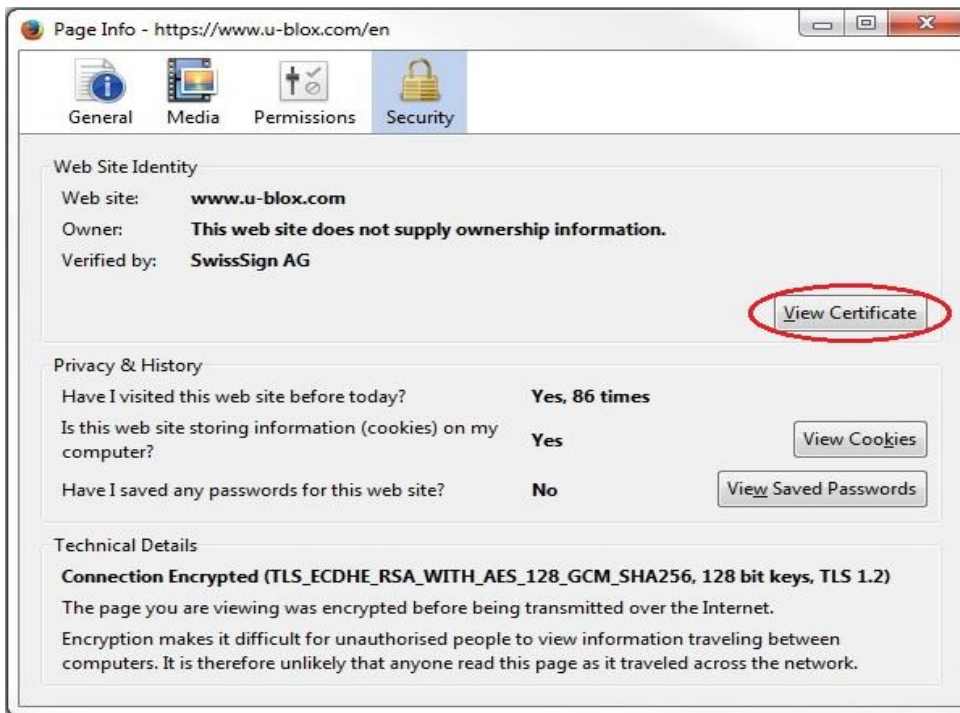 Page Info - https://www.u-blox.com/en
General Media Permissions Security
Web Site Identity
Web site: www.u-blox.com
Owner: This web site does not supply ownership information.
Verified by: SwissSign AG
View Certificate
Privacy & History
Have I visited this web site before today? Yes, 86 times
Is this web site storing information (cookies) on my
computer? Yes View Cookies
Have I saved any passwords for this web site? No View Saved Passwords
Technical Details
Connection Encrypted (TLS_ECDHE_RSA_WITH_AES_128_GCM_SHA256, 128 bit keys, TLS 1.2)
The page you are viewing was encrypted before being transmitted over the Internet.
Encryption makes it difficult for unauthorised people to view information traveling between
computers. It is therefore unlikely that anyone read this page as it traveled across the network.